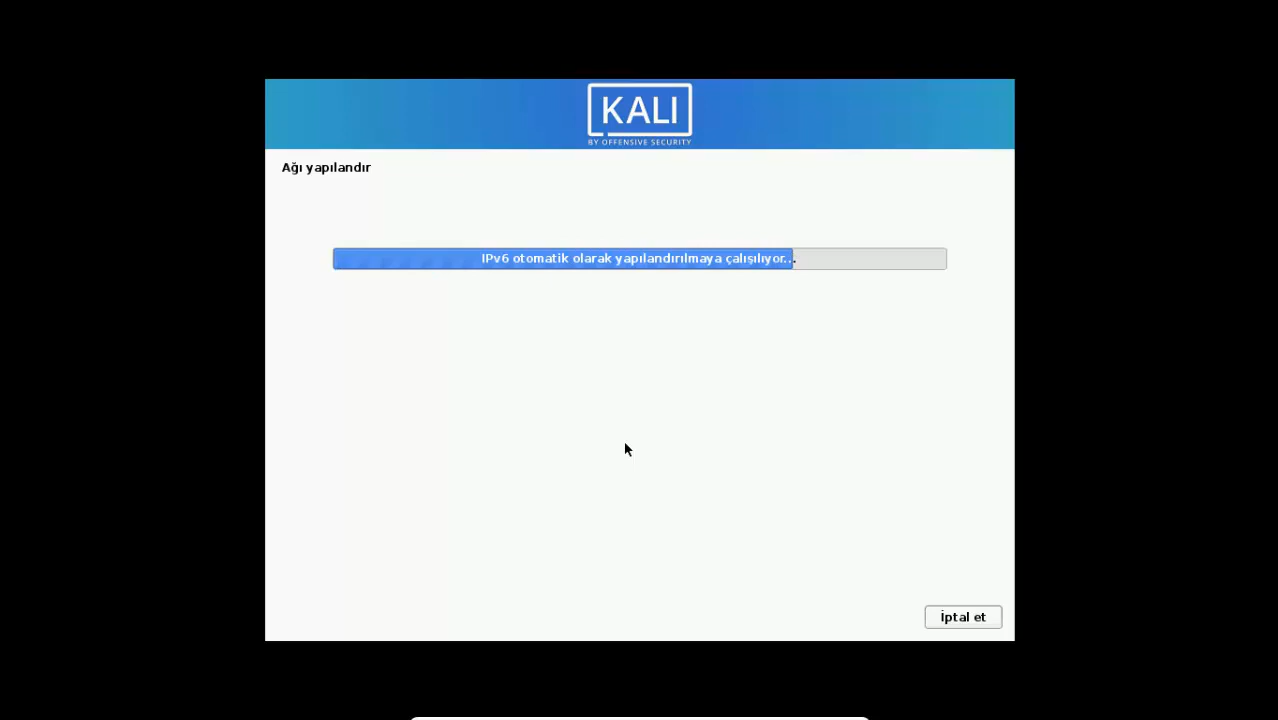 KALI
BY OFFENSIVE SECURITY
Ağı yapılandır
IPv6 otomatik olarak yapılandırılmaya çalışılıyor...
İptal et